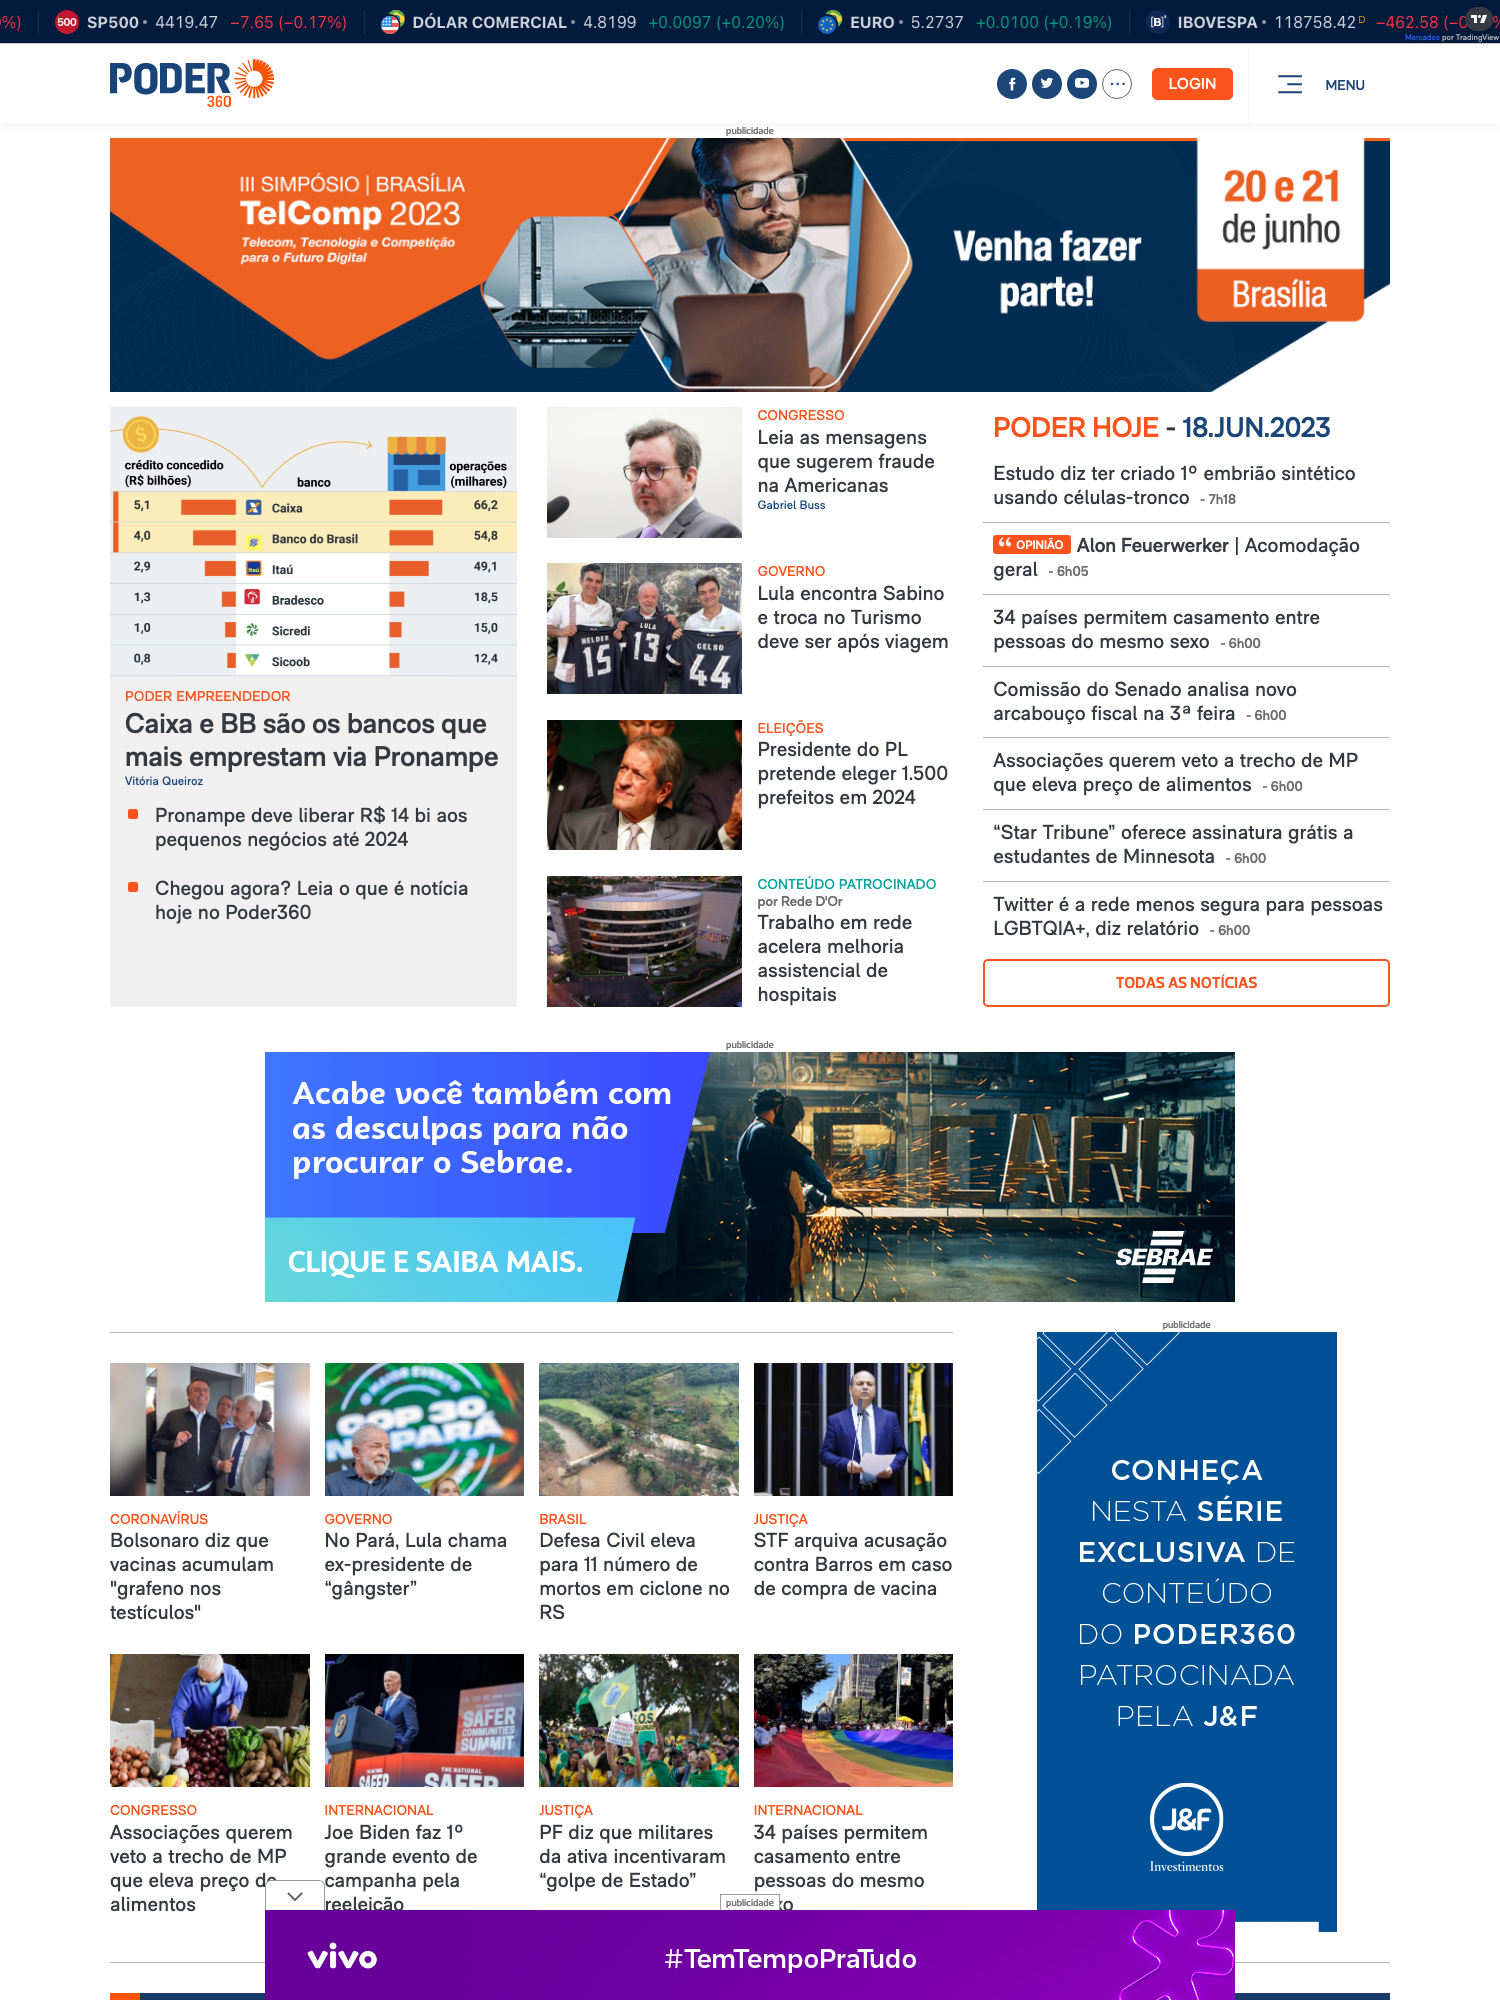 %)
500 SP500 4419.47 −7.65 (−0.17%)
DÓLAR COMERCIAL 4.8199 +0.0097 (+0.20%)
EURO 5.2737 +0.0100 (+0.19%)
IBOVESPA 118758.42 D −462.58
Mercados por TradingView
PODER
360
LOGIN
MENU
publicidade
III SIMPÓSIO | BRASÍLIA
TelComp 2023
Telecom, Tecnologia e Competição
para o Futuro Digital
Venha fazer
parte!
20 e 21
de junho
Brasília
crédito concedido
(R$ bilhões)
banco
operações
(milhares)
5,1 Caixa 66,2
4,0 Banco do Brasil 54,8
2,9 Itaú 49,1
1,3 Bradesco 18,5
1,0 Sicredi 15,0
0,8 Sicoob 12,4
PODER EMPREENDEDOR
Caixa e BB são os bancos que
mais emprestam via Pronampe
Vitória Queiroz
Pronampe deve liberar R$ 14 bi aos
pequenos negócios até 2024
Chegou agora? Leia o que é notícia
hoje no Poder360
CONGRESSO
Leia as mensagens
que sugerem fraude
na Americanas
Gabriel Buss
HELDER
15
LULA
13
CELSO
44
GOVERNO
Lula encontra Sabino
e troca no Turismo
deve ser após viagem
ELEIÇÕES
Presidente do PL
pretende eleger 1.500
prefeitos em 2024
CONTEÚDO PATROCINADO
por Rede D'Or
Trabalho em rede
acelera melhoria
assistencial de
hospitais
PODER HOJE - 18.JUN.2023
Estudo diz ter criado 1º embrião sintético
usando células-tronco - 7h18
OPINIÃO Alon Feuerwerker | Acomodação
geral - 6h05
34 países permitem casamento entre
pessoas do mesmo sexo - 6h00
Comissão do Senado analisa novo
arcabouço fiscal na 3ª feira - 6h00
Associações querem veto a trecho de MP
que eleva preço de alimentos - 6h00
“Star Tribune” oferece assinatura grátis a
estudantes de Minnesota - 6h00
Twitter é a rede menos segura para pessoas
LGBTQIA+, diz relatório - 6h00
TODAS AS NOTÍCIAS
publicidade
Acabe você também com
as desculpas para não
procurar o Sebrae.
CLIQUE E SAIBA MAIS.
SEBRAE
publicidade
CORONAVÍRUS
Bolsonaro diz que
vacinas acumulam
"grafeno nos
testículos"
COP 30
NO PARÁ
GOVERNO
No Pará, Lula chama
ex-presidente de
“gângster”
BRASIL
Defesa Civil eleva
para 11 número de
mortos em ciclone no
RS
JUSTIÇA
STF arquiva acusação
contra Barros em caso
de compra de vacina
CONGRESSO
Associações querem
veto a trecho de MP
que eleva preço de
alimentos
SAFER
COMMUNITIES
SUMMIT
THE NATIONAL
SAFER
INTERNACIONAL
Joe Biden faz 1º
grande evento de
campanha pela
reeleição
SOS
JUSTIÇA
PF diz que militares
da ativa incentivaram
“golpe de Estado”
INTERNACIONAL
34 países permitem
casamento entre
pessoas do mesmo
xo
CONHEÇA
NESTA SÉRIE
EXCLUSIVA DE
CONTEÚDO
DO PODER360
PATROCINADA
PELA J&F
J&F
Investimentos
publicidade
vivo
#TemTempoPraTudo